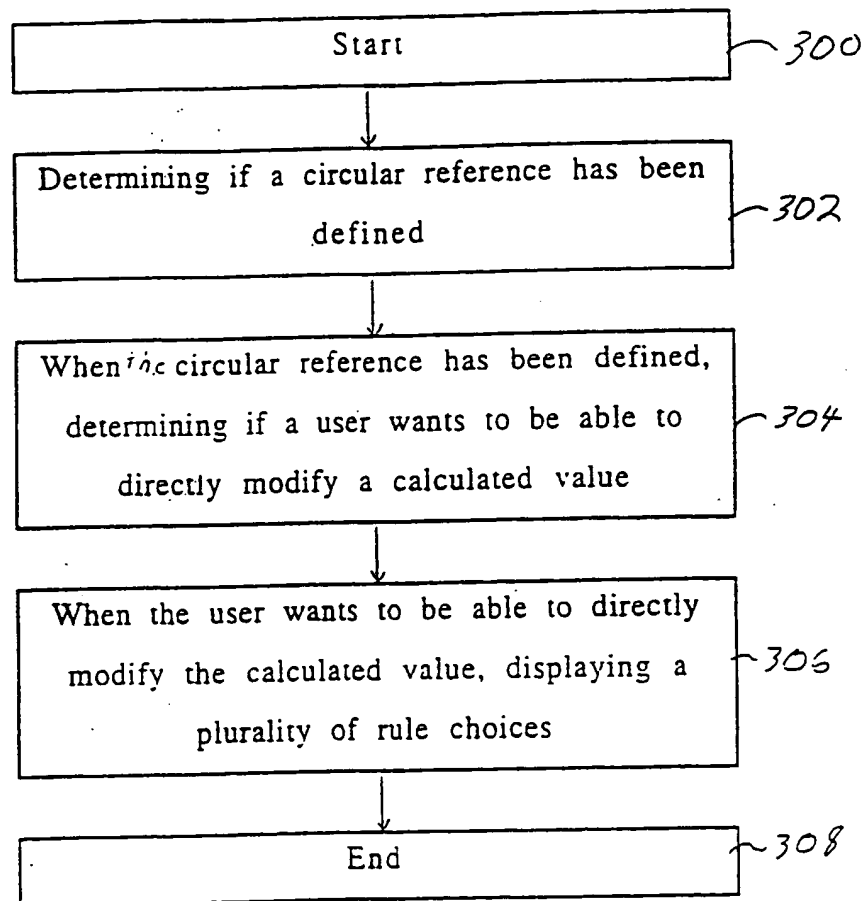 Start
300
Determining if a circular reference has been
defined
302
When the circular reference has been defined,
determining if a user wants to be able to
directly modify a calculated value
304
When the user wants to be able to directly
modify the calculated value, displaying a
plurality of rule choices
306
End
308